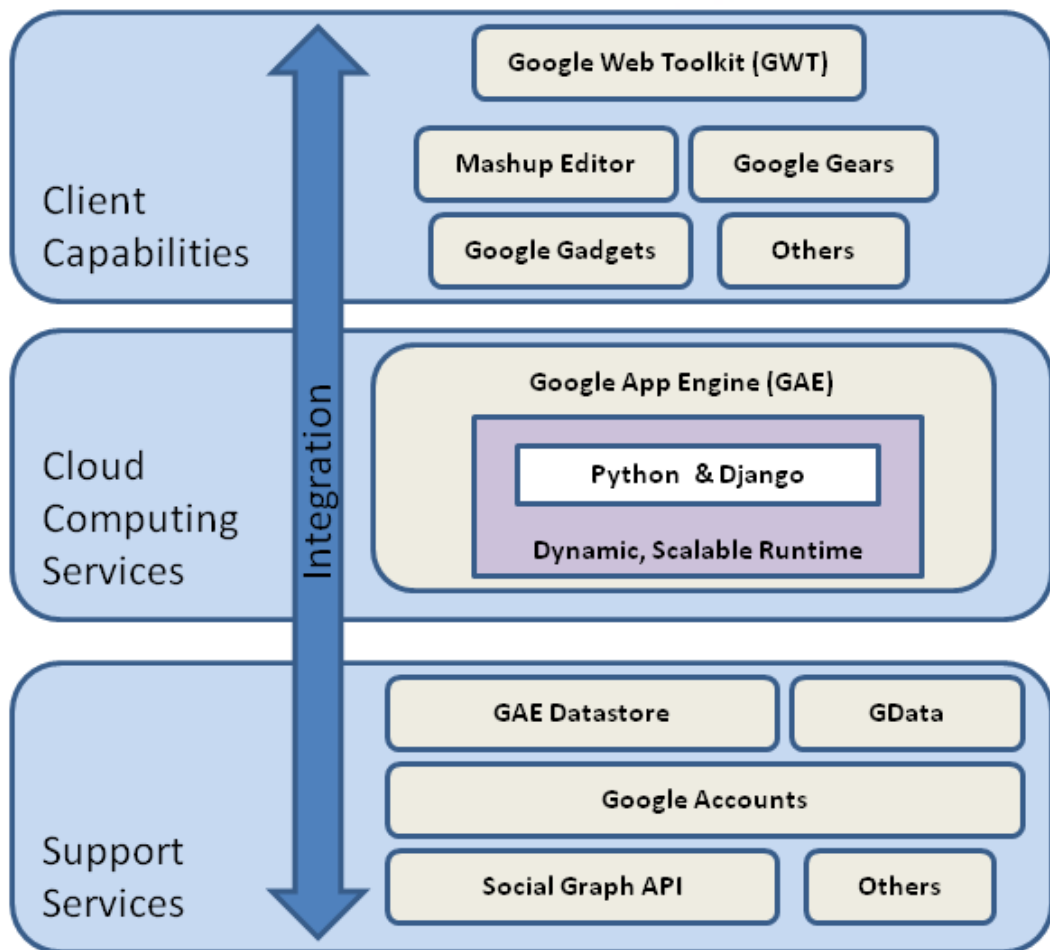 Google Web Toolkit (GWT)
Mashup Editor
Google Gears
Client
Capabilities
Google Gadgets
Others
Google App Engine (GAE)
Integration
Cloud
Computing
Services
Python & Django
Dynamic, Scalable Runtime
GAE Datastore
GData
Google Accounts
Support
Services
Social Graph API
Others